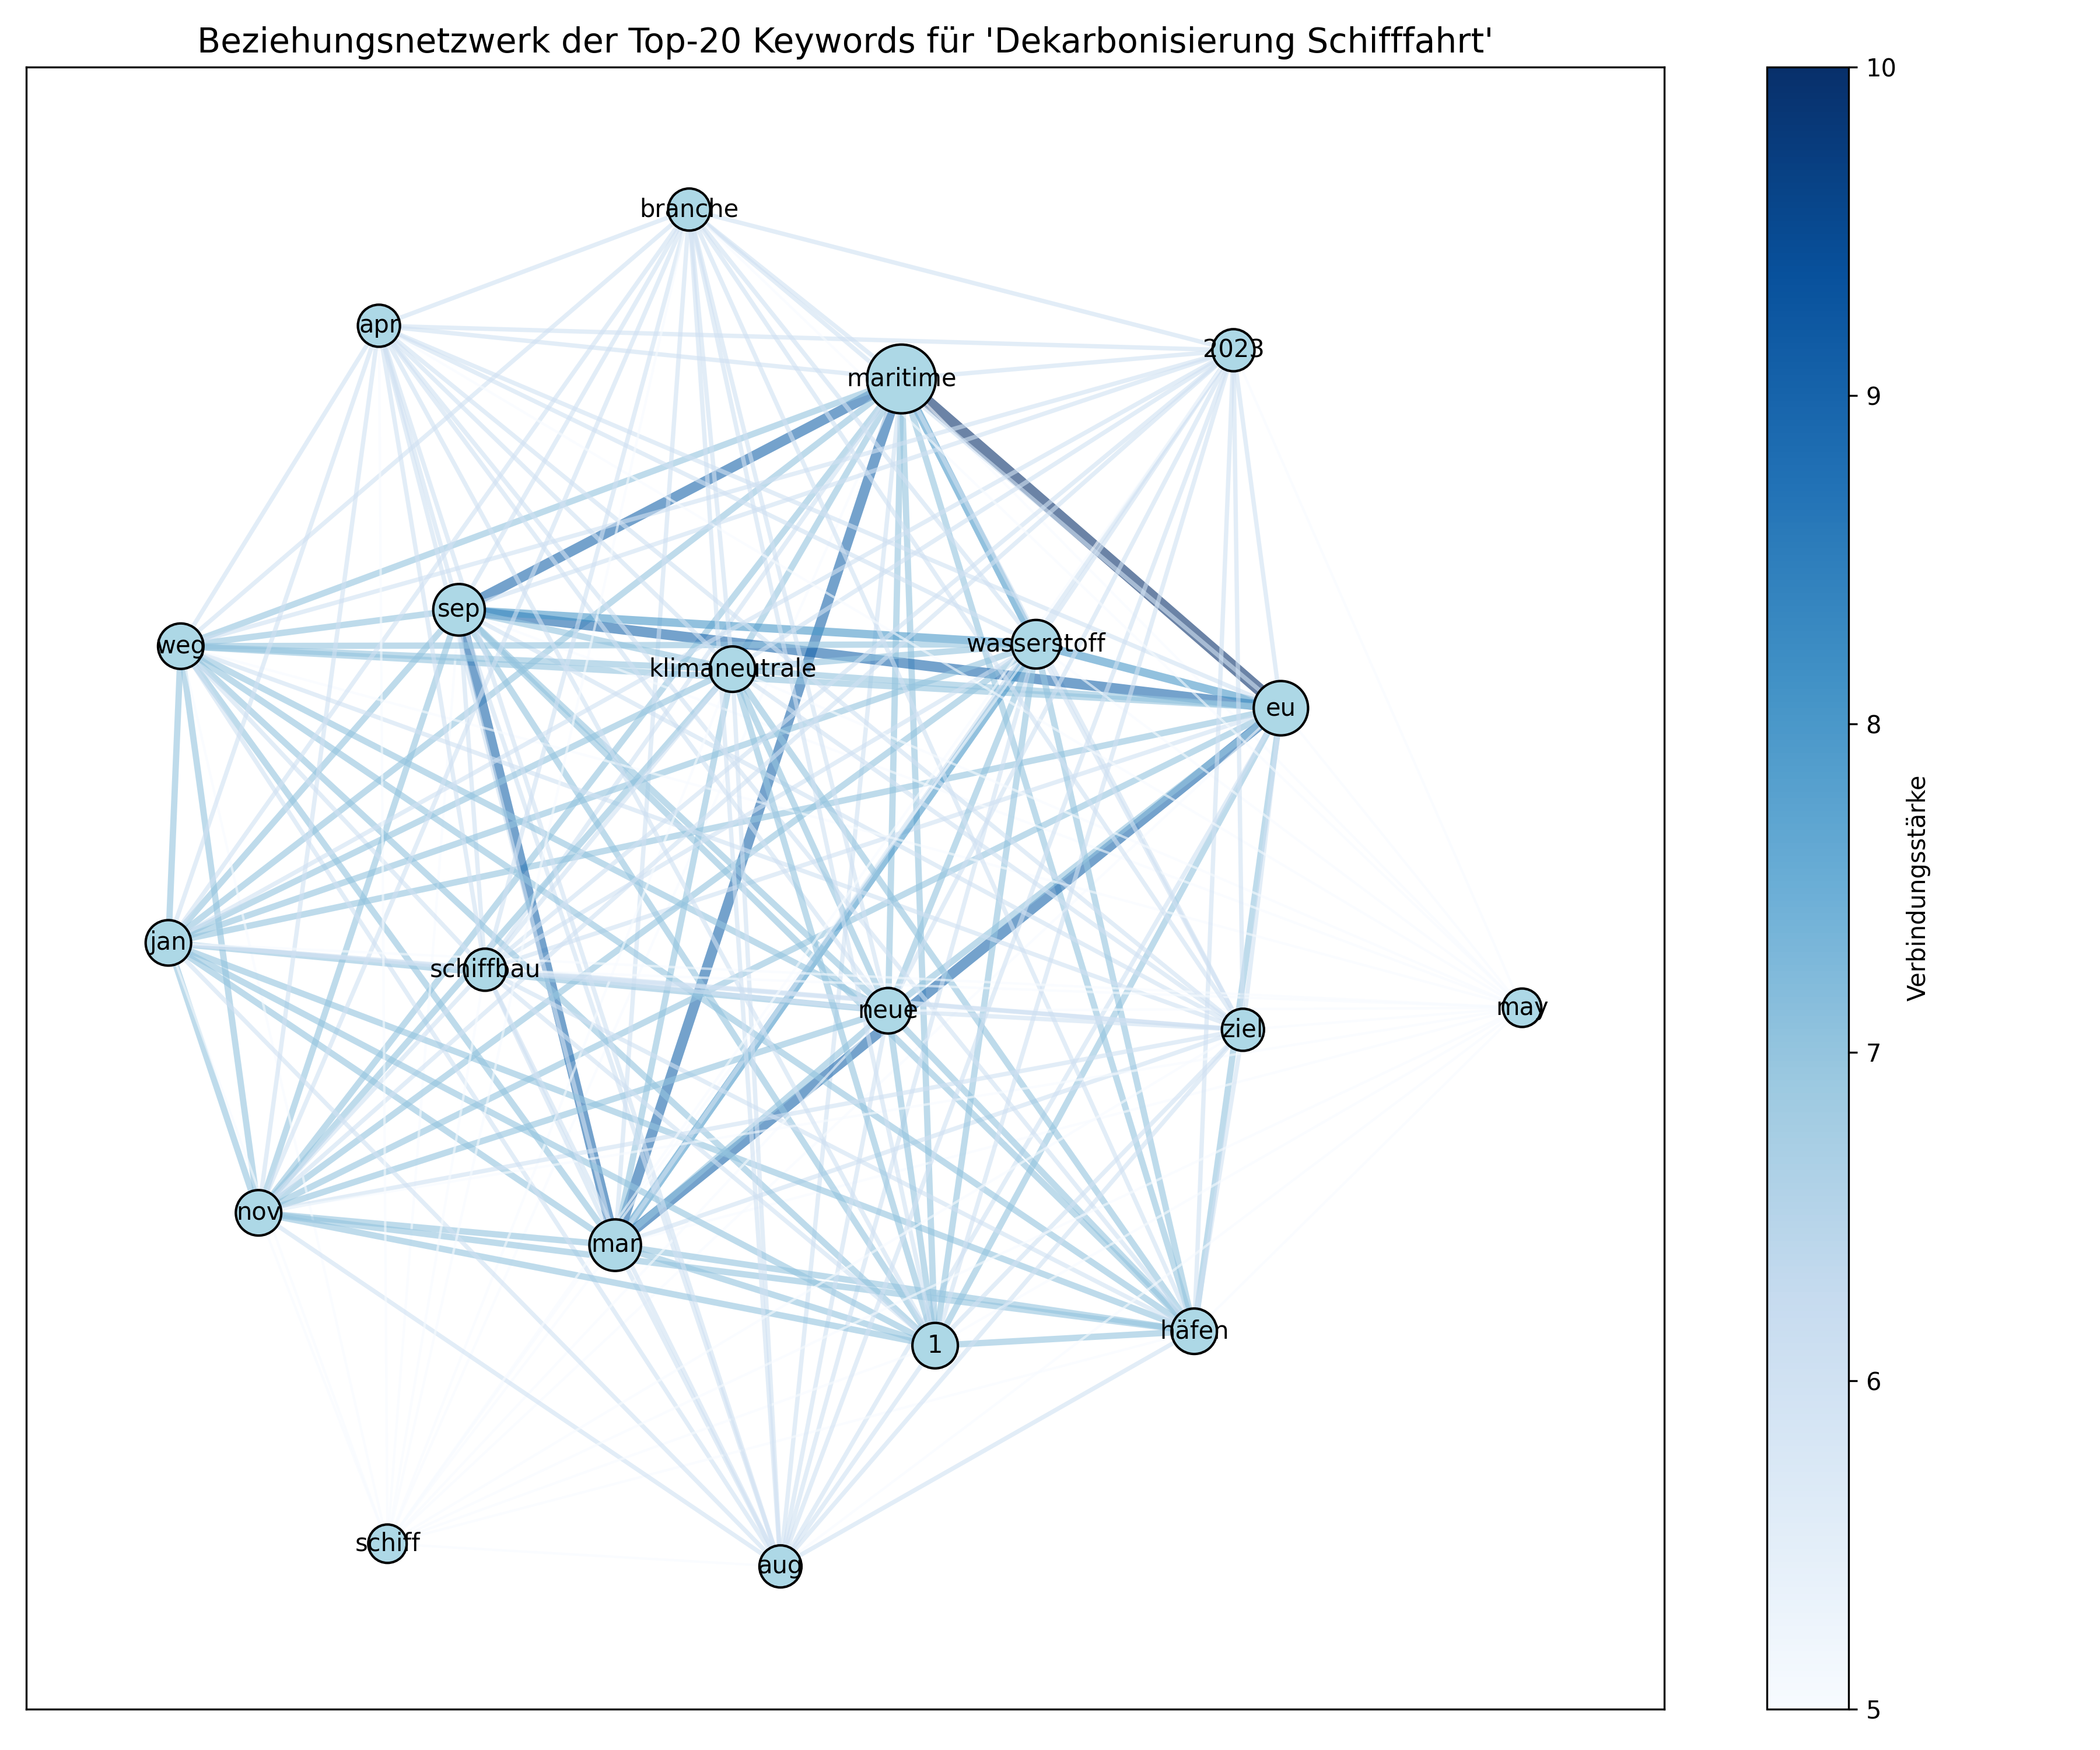 Beziehungsnetzwerk der Top-20 Keywords für 'Dekarbonisierung Schifffahrt'
branche
apr
2023
maritime
sep
weg
wasserstoff
klimaneutrale
eu
jan
schiffbau
neue
may
ziel
nov
mar
häfen
1
schiff
aug
10
9
8
7
6
5
Verbindungsstärke